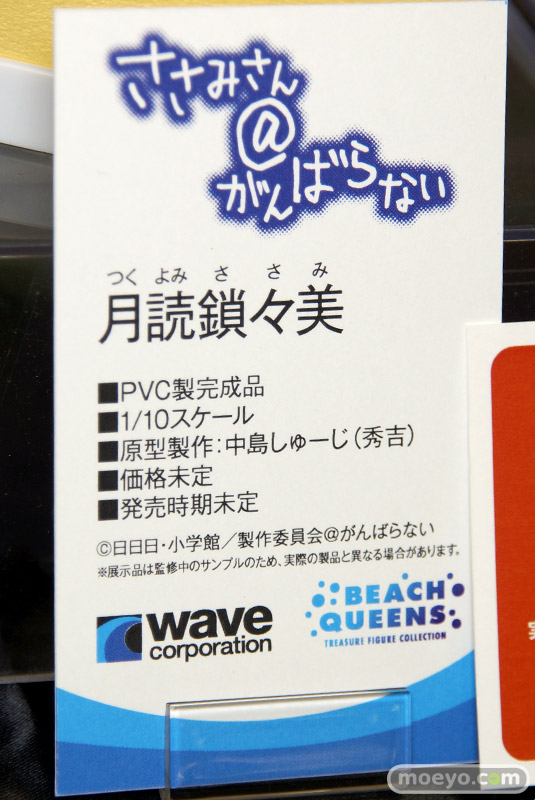 ささみさん
@
がんばらない
つく よみ さ さ み
月読鎖々美
■PVC製完成品
■1/10スケール
■原型製作:中島しゅーじ(秀吉)
■価格未定
■発売時期未定
©日日日・小学館/製作委員会@がんばらない
※展示品は監修中のサンプルのため、実際の製品と異なる場合があります。
wave
corporation
BEACH
QUEENS
TREASURE FIGURE COLLECTION
moeyo.com